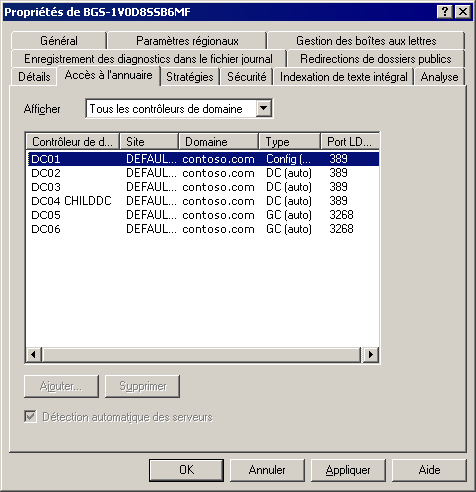 Propriétés de BGS-1V0D8SSB6MF
Général Paramètres régionaux Gestion des boîtes aux lettres
Enregistrement des diagnostics dans le fichier journal Redirections de dossiers publics
Détails Accès à l'annuaire Stratégies Sécurité Indexation de texte intégral Analyse
Afficher Tous les contrôleurs de domaine
Contrôleur de d... Site Domaine Type Port LD...
DC01 DEFAUL... contoso.com Config (... 389
DC02 DEFAUL... contoso.com DC (auto) 389
DC03 DEFAUL... contoso.com DC (auto) 389
DC04 CHILDDC DEFAUL... contoso.com DC (auto) 389
DC05 DEFAUL... contoso.com GC (auto) 3268
DC06 DEFAUL... contoso.com GC (auto) 3268
Ajouter... Supprimer
Détection automatique des serveurs
OK Annuler Appliquer Aide